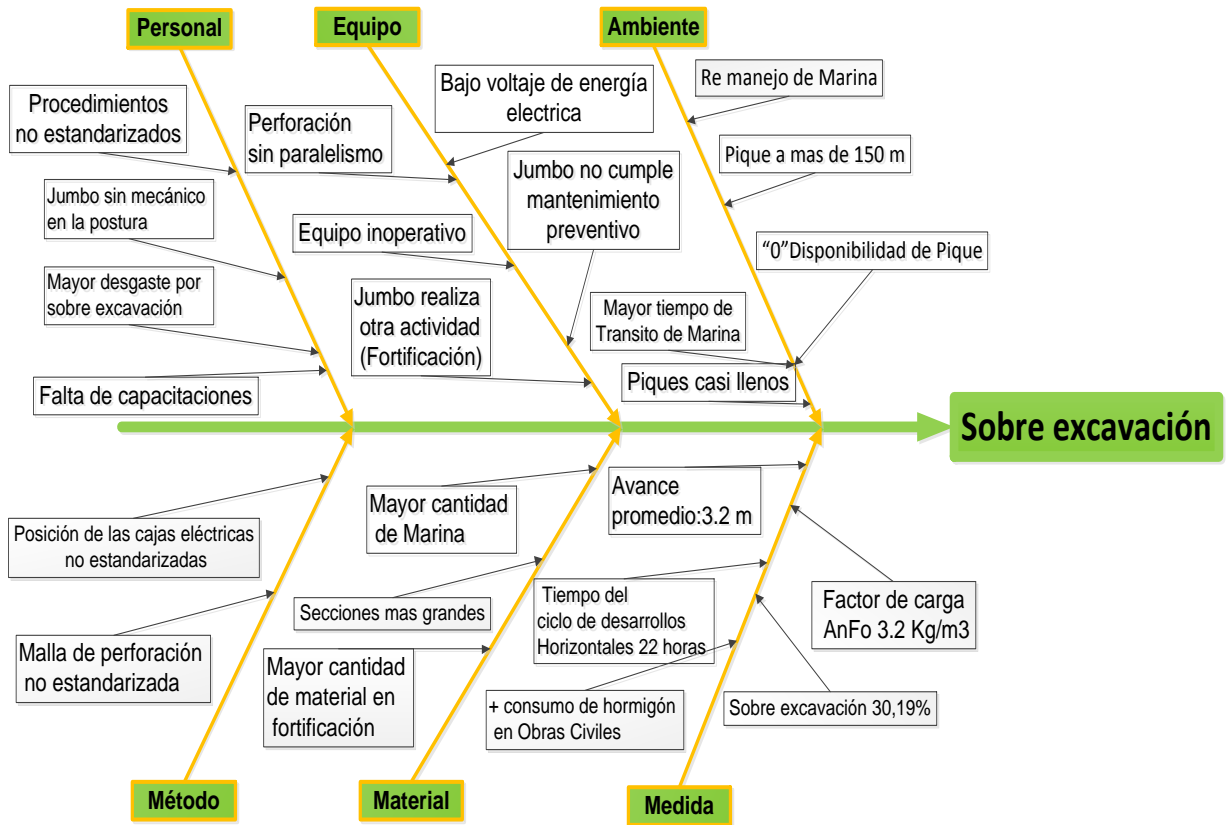 Personal
Equipo
Ambiente
Procedimientos
no estandarizados
Jumbo sin mecánico
en la postura
Mayor desgaste por
sobre excavación
Falta de capacitaciones
Bajo voltaje de energía
electrica
Perforación
sin paralelismo
Jumbo no cumple
mantenimiento
preventivo
Equipo inoperativo
Jumbo realiza
otra actividad
(Fortificación)
Re manejo de Marina
Pique a mas de 150 m
“0”Disponibilidad de Pique
Mayor tiempo de
Transito de Marina
Piques casi llenos
Sobre excavación
Posición de las cajas eléctricas
no estandarizadas
Malla de perforación
no estandarizada
Mayor cantidad
de Marina
Secciones mas grandes
Mayor cantidad
de material en
fortificación
Avance
promedio:3.2 m
Tiempo del
ciclo de desarrollos
Horizontales 22 horas
+ consumo de hormigón
en Obras Civiles
Factor de carga
AnFo 3.2 Kg/m3
Sobre excavación 30,19%
Método
Material
Medida